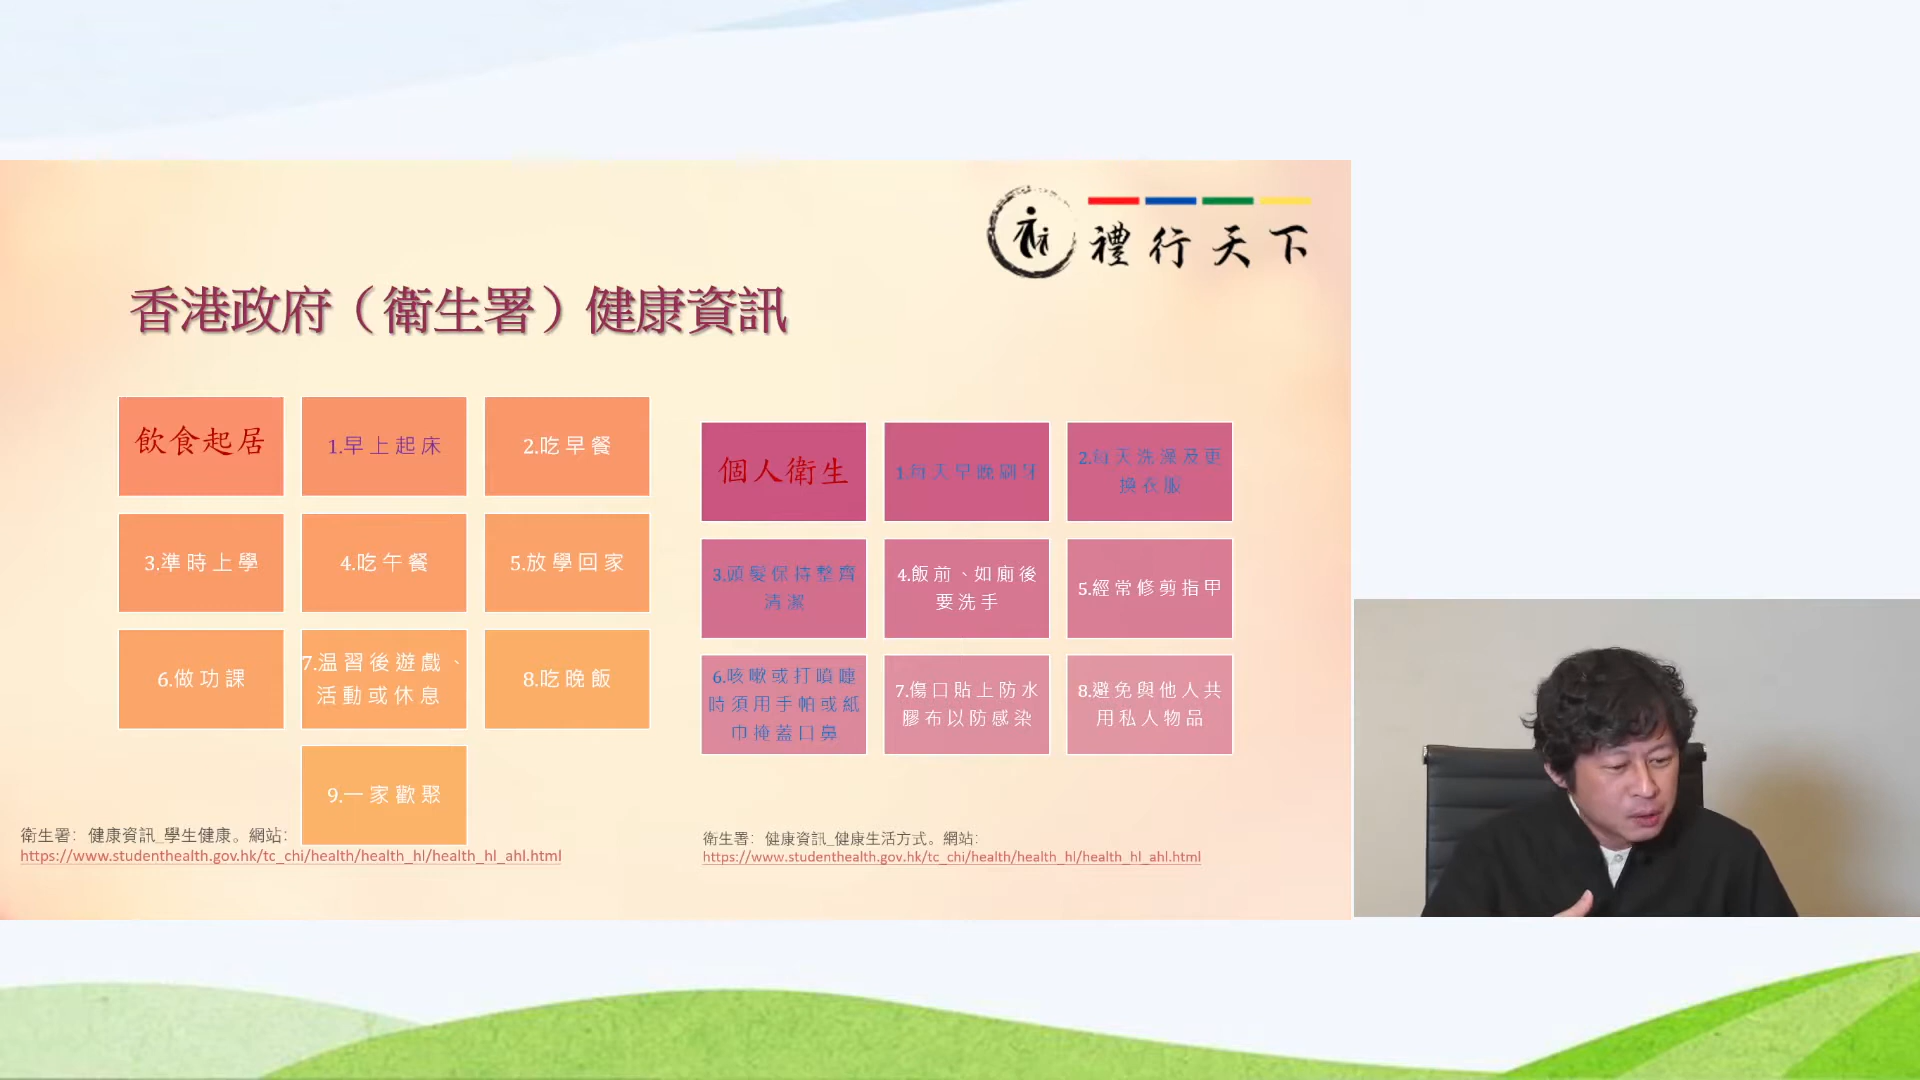 禮行天下
香港政府（衛生署）健康資訊
飲食起居
1.早上起床
2.吃早餐
3.準時上學
4.吃午餐
5.放學回家
6.做功課
7.温習後遊戲、
活動或休息
8.吃晚飯
9.一家歡聚
衛生署：健康資訊_學生健康。網站：
https://www.studenthealth.gov.hk/tc_chi/health/health_hl/health_hl_ahl.html
個人衛生
1.每天早晚刷牙
2.每天洗澡及更
換衣服
3.頭髮保持整齊
清潔
4.飯前、如廁後
要洗手
5.經常修剪指甲
6.咳嗽或打噴嚏
時須用手帕或紙
巾掩蓋口鼻
7.傷口貼上防水
膠布以防感染
8.避免與他人共
用私人物品
衛生署：健康資訊_健康生活方式。網站：
https://www.studenthealth.gov.hk/tc_chi/health/health_hl/health_hl_ahl.html